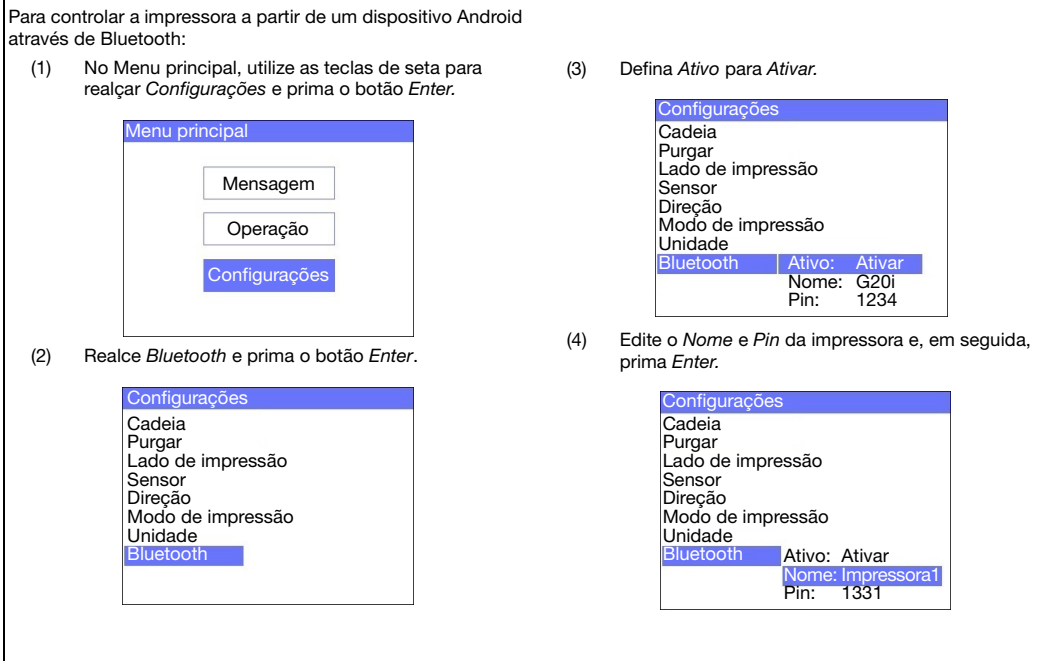 Para controlar a impressora a partir de um dispositivo Android
através de Bluetooth:
(1) No Menu principal, utilize as teclas de seta para
realçar Configurações e prima o botão Enter.
Menu principal
Mensagem
Operação
Configurações
(2) Realce Bluetooth e prima o botão Enter.
Configurações
Cadeia
Purgar
Lado de impressão
Sensor
Direção
Modo de impressão
Unidade
Bluetooth
(3) Defina Ativo para Ativar.
Configurações
Cadeia
Purgar
Lado de impressão
Sensor
Direção
Modo de impressão
Unidade
Bluetooth Ativo: Ativar
Nome: G20i
Pin: 1234
(4) Edite o Nome e Pin da impressora e, em seguida,
prima Enter.
Configurações
Cadeia
Purgar
Lado de impressão
Sensor
Direção
Modo de impressão
Unidade
Bluetooth Ativo: Ativar
Nome: Impressora1
Pin: 1331